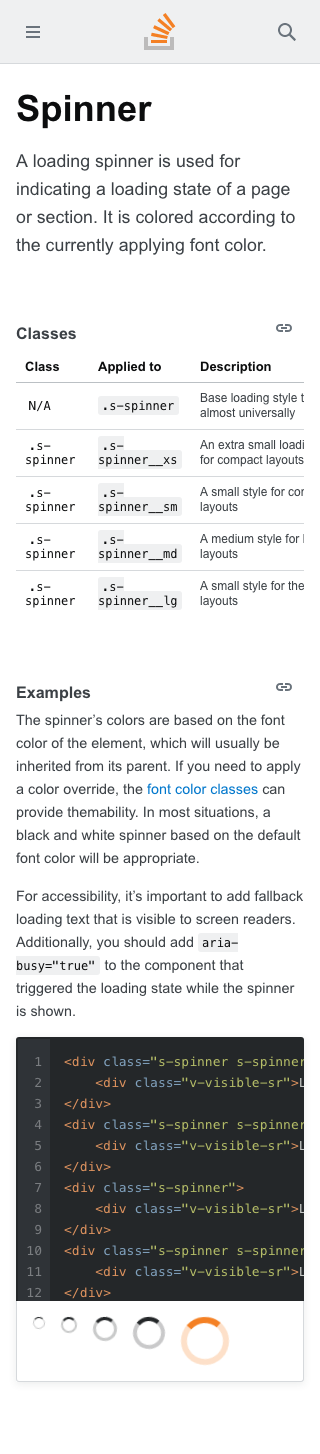 Spinner
A loading spinner is used for
indicating a loading state of a page
or section. It is colored according to
the currently applying font color.
Classes
Class Applied to Description
N/A .s-spinner Base loading style
almost universally
.s- .s- An extra small
spinner spinner__xs for compact layouts
.s- .s- A small style for
spinner spinner__sm layouts
.s- .s- A medium style for
spinner spinner__md layouts
.s- .s- A small style for the
spinner spinner__lg layouts
Examples
The spinner’s colors are based on the font
color of the element, which will usually be
inherited from its parent. If you need to apply
a color override, the font color classes can
provide themability. In most situations, a
black and white spinner based on the default
font color will be appropriate.
For accessibility, it’s important to add fallback
loading text that is visible to screen readers.
Additionally, you should add aria-
busy="true" to the component that
triggered the loading state while the spinner
is shown.
1 <div class="s-spinner s-spinner
2 <div class="v-visible-sr">L
3 </div>
4 <div class="s-spinner s-spinner
5 <div class="v-visible-sr">L
6 </div>
7 <div class="s-spinner">
8 <div class="v-visible-sr">L
9 </div>
10 <div class="s-spinner s-spinner
11 <div class="v-visible-sr">L
12 </div>